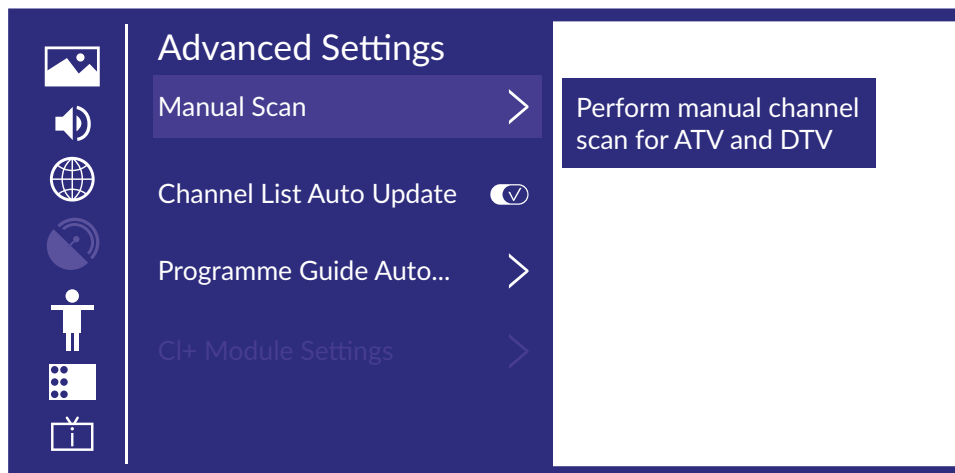 Advanced Settings
Manual Scan
Perform manual channel
scan for ATV and DTV
Channel List Auto Update
Programme Guide Auto...
CI+ Module Settings